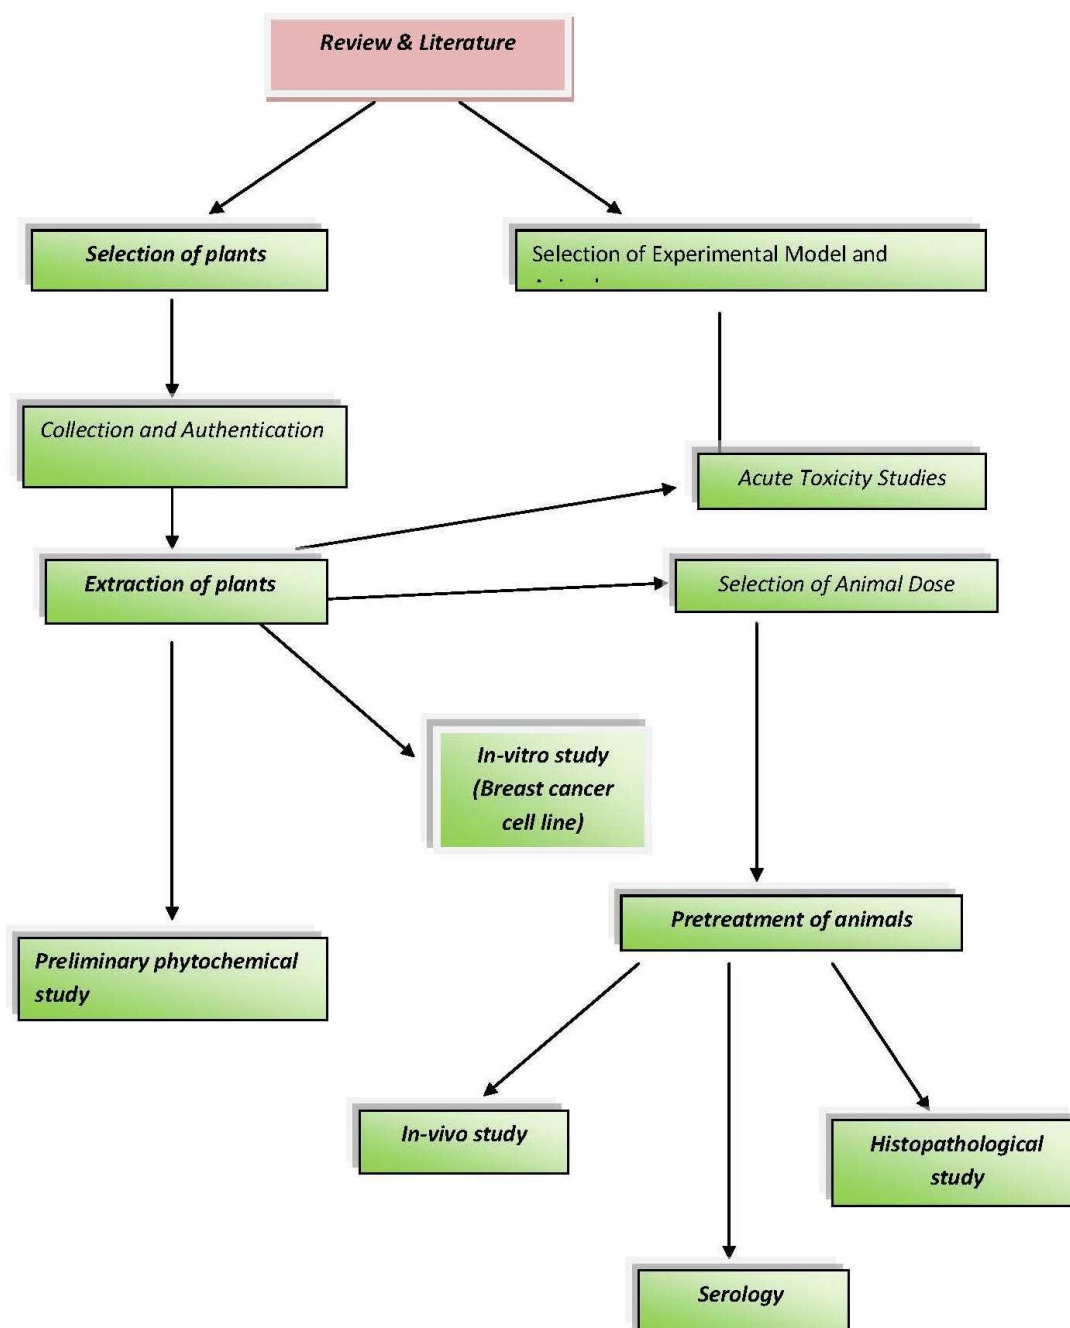 Review & Literature
Selection of plants
Selection of Experimental Model and
Collection and Authentication
Acute Toxicity Studies
Extraction of plants
Selection of Animal Dose
In-vitro study
(Breast cancer
cell line)
Pretreatment of animals
Preliminary phytochemical
study
In-vivo study
Histopathological
study
Serology